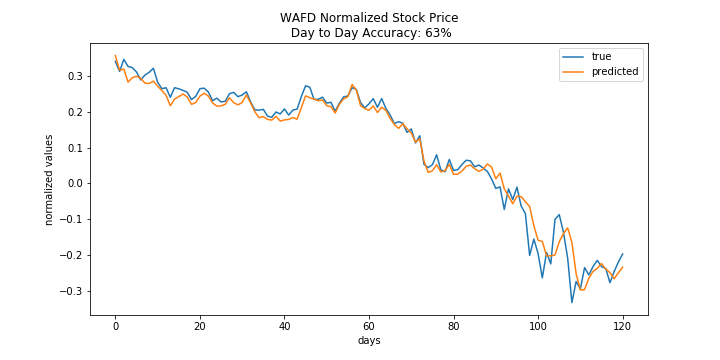 WAFD Normalized Stock Price
Day to Day Accuracy: 63%
true
predicted
normalized values
0.3
0.2
0.1
0.0
−0.1
−0.2
−0.3
0 20 40 60 80 100 120
days